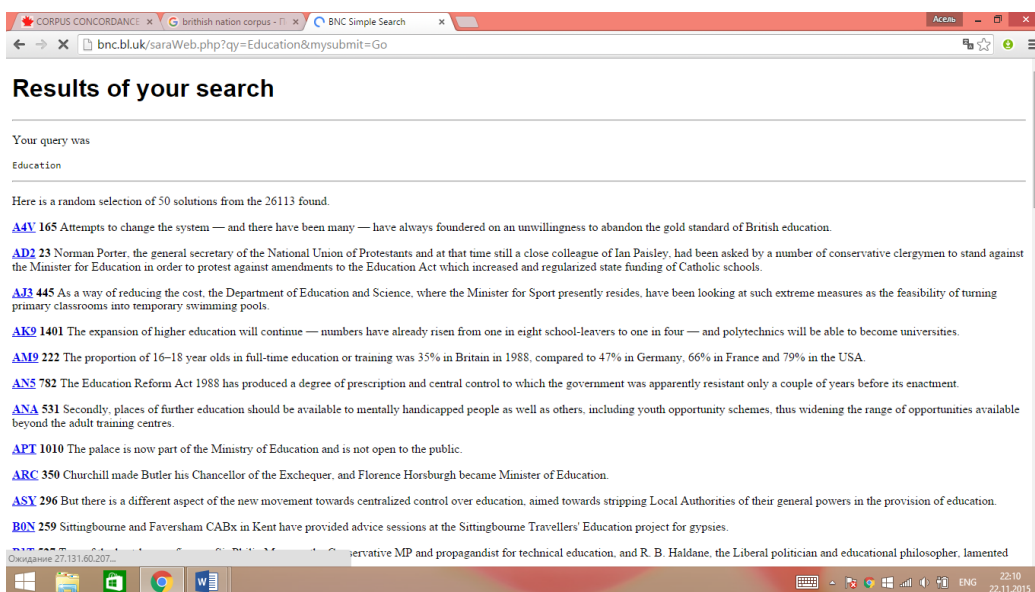 CORPUS CONCORDANCE
brithish nation corpus - П
BNC Simple Search
Асель
bnc.bl.uk/saraWeb.php?qy=Education&mysubmit=Go
Results of your search
Your query was
Education
Here is a random selection of 50 solutions from the 26113 found.
A4V 165 Attempts to change the system — and there have been many — have always foundered on an unwillingness to abandon the gold standard of British education.
AD2 23 Norman Porter, the general secretary of the National Union of Protestants and at that time still a close colleague of Ian Paisley, had been asked by a number of conservative clergymen to stand against
the Minister for Education in order to protest against amendments to the Education Act which increased and regularized state funding of Catholic schools.
AJ3 445 As a way of reducing the cost, the Department of Education and Science, where the Minister for Sport presently resides, have been looking at such extreme measures as the feasibility of turning
primary classrooms into temporary swimming pools.
AK9 1401 The expansion of higher education will continue — numbers have already risen from one in eight school-leavers to one in four — and polytechnics will be able to become universities.
AM9 222 The proportion of 16–18 year olds in full-time education or training was 35% in Britain in 1988, compared to 47% in Germany, 66% in France and 79% in the USA.
AN5 782 The Education Reform Act 1988 has produced a degree of prescription and central control to which the government was apparently resistant only a couple of years before its enactment.
ANA 531 Secondly, places of further education should be available to mentally handicapped people as well as others, including youth opportunity schemes, thus widening the range of opportunities available
beyond the adult training centres.
APT 1010 The palace is now part of the Ministry of Education and is not open to the public.
ARC 350 Churchill made Butler his Chancellor of the Exchequer, and Florence Horsburgh became Minister of Education.
ASY 296 But there is a different aspect of the new movement towards centralized control over education, aimed towards stripping Local Authorities of their general powers in the provision of education.
B0N 259 Sittingbourne and Faversham CABx in Kent have provided advice sessions at the Sittingbourne Travellers' Education project for gypsies.
MP and propagandist for technical education, and R. B. Haldane, the Liberal politician and educational philosopher, lamented
Ожидание 27.131.60.207...
ENG
22:10
22.11.2015